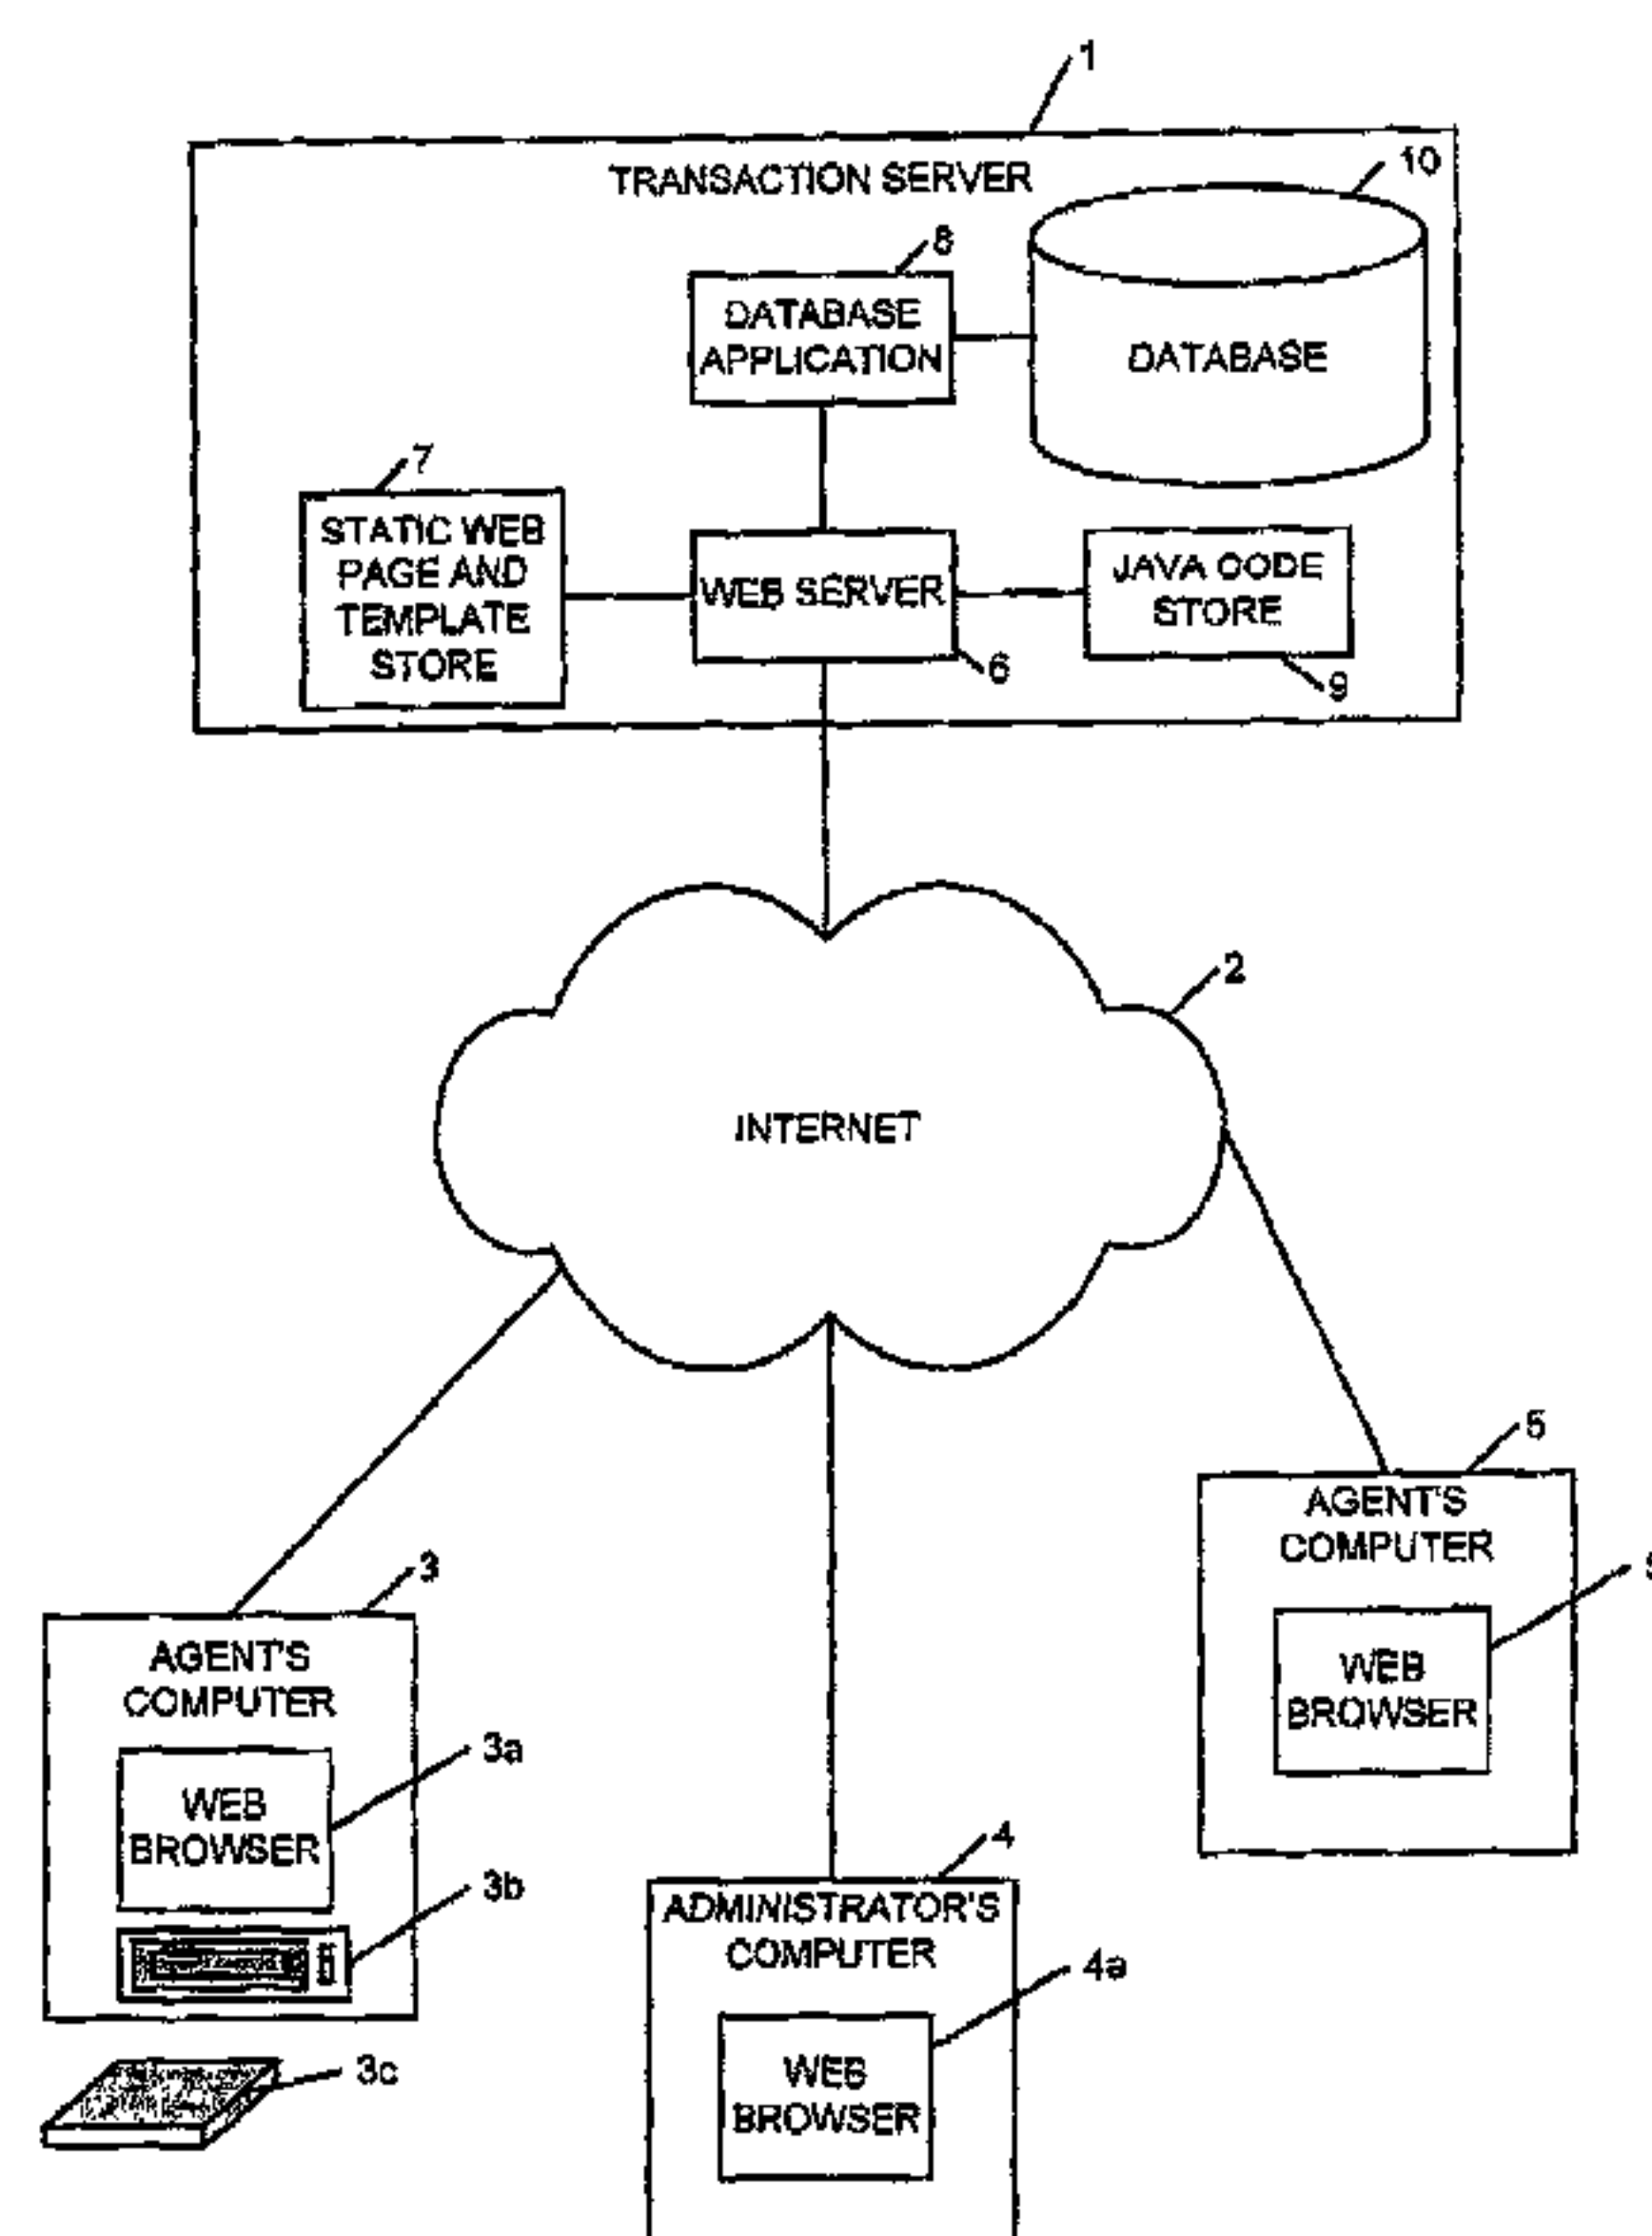 1
TRANSACTION SERVER
10
8
DATABASE
APPLICATION
DATABASE
7
STATIC WEB
PAGE AND
TEMPLATE
STORE
WEB SERVER
JAVA CODE
STORE
6
9
2
INTERNET
5
AGENT'S
COMPUTER
WEB
BROWSER
3
AGENT'S
COMPUTER
3a
WEB
BROWSER
3b
3c
4
ADMINISTRATOR'S
COMPUTER
4a
WEB
BROWSER